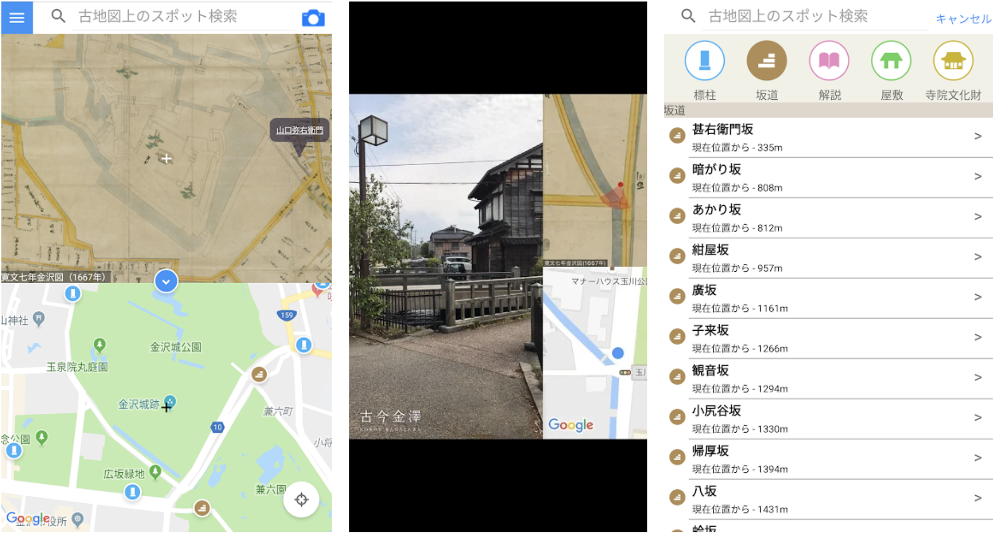 古地図上のスポット検索
山口弥右衛門
寛文七年金沢図（1667年）
159
山神社
金沢城公園
玉泉院丸庭園
金沢城跡
兼六町
10
念公園
小将
広坂緑地
兼六園
Google
役所
寛文七年金沢図(1667年)
マナーハウス玉川公
玉川
古今金澤
KOKON KANAZAWA
Google
古地図上のスポット検索
キャンセル
標柱
坂道
解説
屋敷
寺院文化財
坂道
甚右衛門坂
現在位置から - 335m
暗がり坂
現在位置から - 808m
あかり坂
現在位置から - 812m
紺屋坂
現在位置から - 957m
廣坂
現在位置から - 1161m
子来坂
現在位置から - 1266m
観音坂
現在位置から - 1294m
小尻谷坂
現在位置から - 1330m
帰厚坂
現在位置から - 1394m
八坂
現在位置から - 1431m